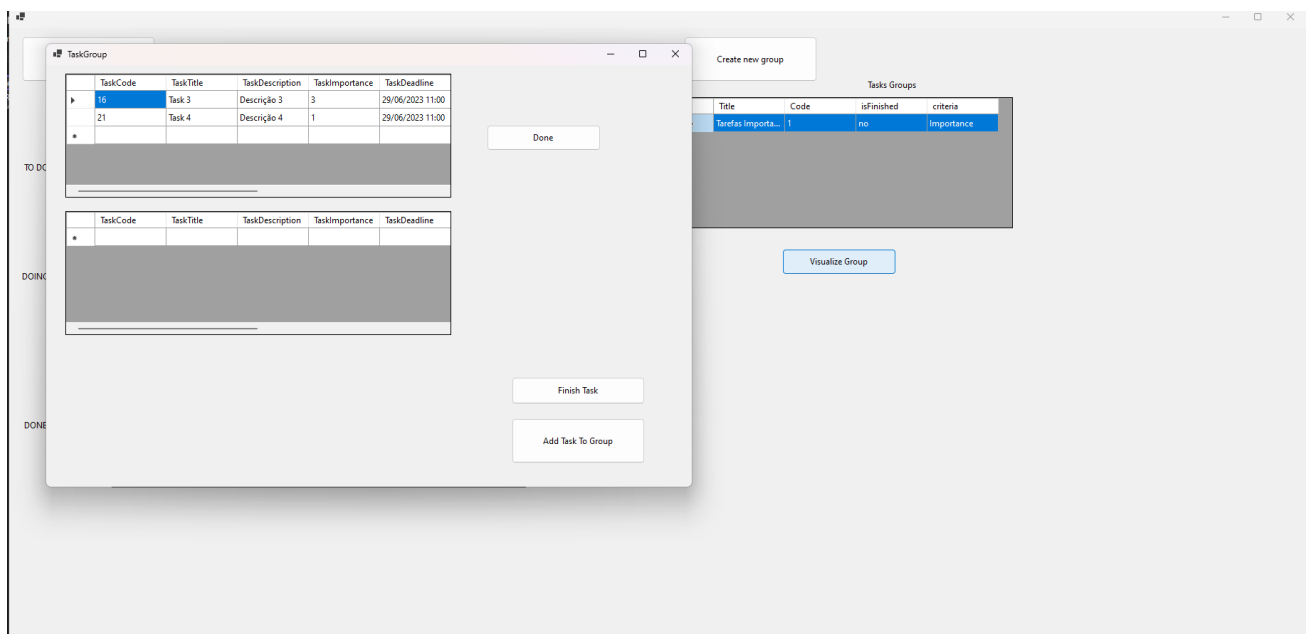 TaskGroup
TaskCode TaskTitle TaskDescription TaskImportance TaskDeadline
16 Task 3 Descrição 3 3 29/06/2023 11:00
21 Task 4 Descrição 4 1 29/06/2023 11:00
Done
TaskCode TaskTitle TaskDescription TaskImportance TaskDeadline
Finish Task
Add Task To Group
TO DO
DOING
DONE
Create new group
Tasks Groups
Title Code isFinished criteria
Tarefas Importa... 1 no Importance
Visualize Group